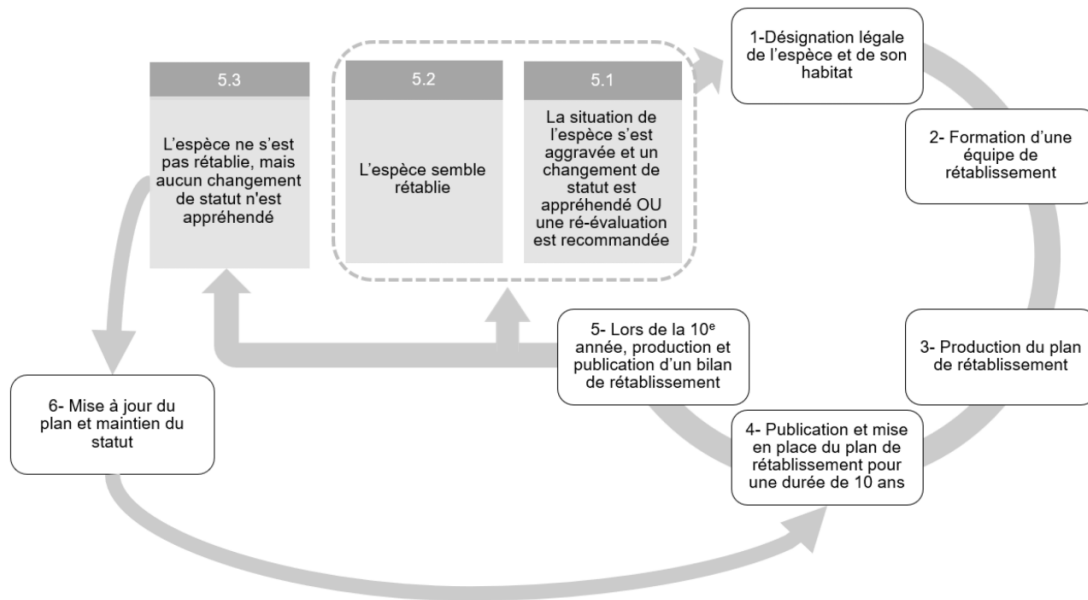 1-Désignation légale
de l'espèce et de son
habitat
2- Formation d'une
équipe de
rétablissement
3- Production du plan
de rétablissement
4- Publication et mise
en place du plan de
rétablissement pour
une durée de 10 ans
5- Lors de la 10e
année, production et
publication d'un bilan
de rétablissement
5.1
La situation de
l'espèce s'est
aggravée et un
changement de
statut est
appréhendé OU
une ré-évaluation
est recommandée
5.2
L'espèce semble
rétablie
5.3
L'espèce ne s'est
pas rétablie, mais
aucun changement
de statut n'est
appréhendé
6- Mise à jour du
plan et maintien du
statut